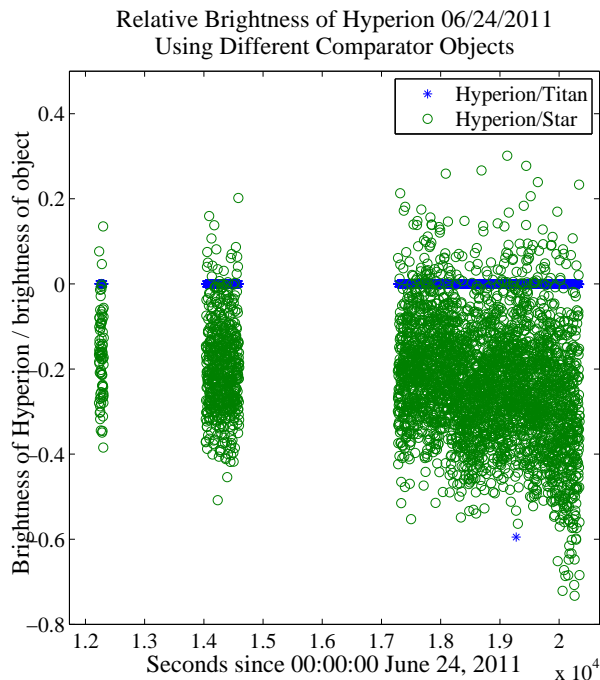 Relative Brightness of Hyperion 06/24/2011
Using Different Comparator Objects
Hyperion/Titan
Hyperion/Star
Brightness of Hyperion / brightness of object
0.4
0.2
0
−0.2
−0.4
−0.6
−0.8
1.2 1.3 1.4 1.5 1.6 1.7 1.8 1.9 2
x 10^4
Seconds since 00:00:00 June 24, 2011